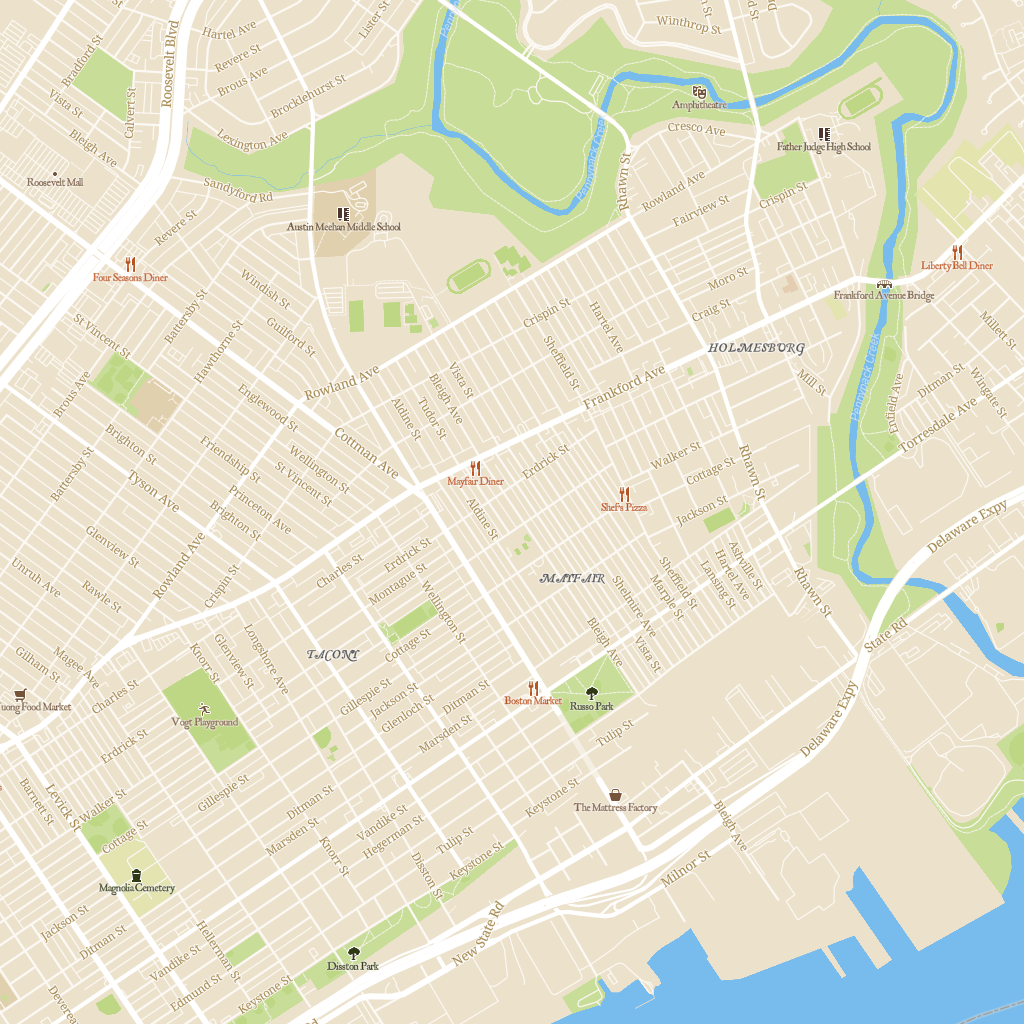 Roosevelt Blvd
Hartel Ave
Lister St
Winthrop St
Bradford St
Revere St
Brous Ave
Brocklehurst St
Vista St
Calvert St
Amphitheatre
Lexington Ave
Bleigh Ave
Cresco Ave
Father Judge High School
Pennypack Creek
Roosevelt Mall
Sandyford Rd
Rhawn St
Rowland Ave
Crispin St
Fairview St
Austin Meehan Middle School
Revere St
Four Seasons Diner
Liberty Bell Diner
Windish St
Moro St
Frankford Avenue Bridge
Battersby St
Crispin St
Craig St
Hartel Ave
Millett St
St Vincent St
Guilford St
Hawthorne St
HOLMESBURG
Sheffield St
Pennypack Creek
Mill St
Rowland Ave
Vista St
Bleigh Ave
Tudor St
Aldine St
Frankford Ave
Enfield Ave
Ditman St
Wingate St
Brous Ave
Englewood St
Torresdale Ave
Cottman Ave
Brighton St
Friendship St
Wellington St
St Vincent St
Erdrick St
Walker St
Cottage St
Rhawn St
Battersby St
Tyson Ave
Mayfair Diner
Shef's Pizza
Princeton Ave
Brighton St
Aldine St
Jackson St
Delaware Expy
Glenview St
Rowland Ave
Charles St
Erdrick St
Montague St
Ashville St
Hartel Ave
Lansing St
Sheffield St
Marple St
Unruh Ave
Rawle St
Crispin St
MAYFAIR
Shelmire Ave
Rhawn St
Wellington St
Longshore Ave
Glenview St
Knorr St
Bleigh Ave
Vista St
State Rd
Gilham St
Magee Ave
TACONY
Cottage St
Charles St
Gillespie St
Jackson St
Glenloch St
Ditman St
Boston Market
Russo Park
Vogt Playground
Delaware Expy
Erdrick St
Marsden St
Tulip St
Gillespie St
Levick St
Barnett St
Walker St
Ditman St
Keystone St
The Mattress Factory
Cottage St
Marsden St
Vandike St
Hegerman St
Tulip St
Bleigh Ave
Knorr St
Disston St
Keystone St
Magnolia Cemetery
Milnor St
Jackson St
Ditman St
Hellerman St
New State Rd
Vandike St
Disston Park
Edmund St
Keystone St